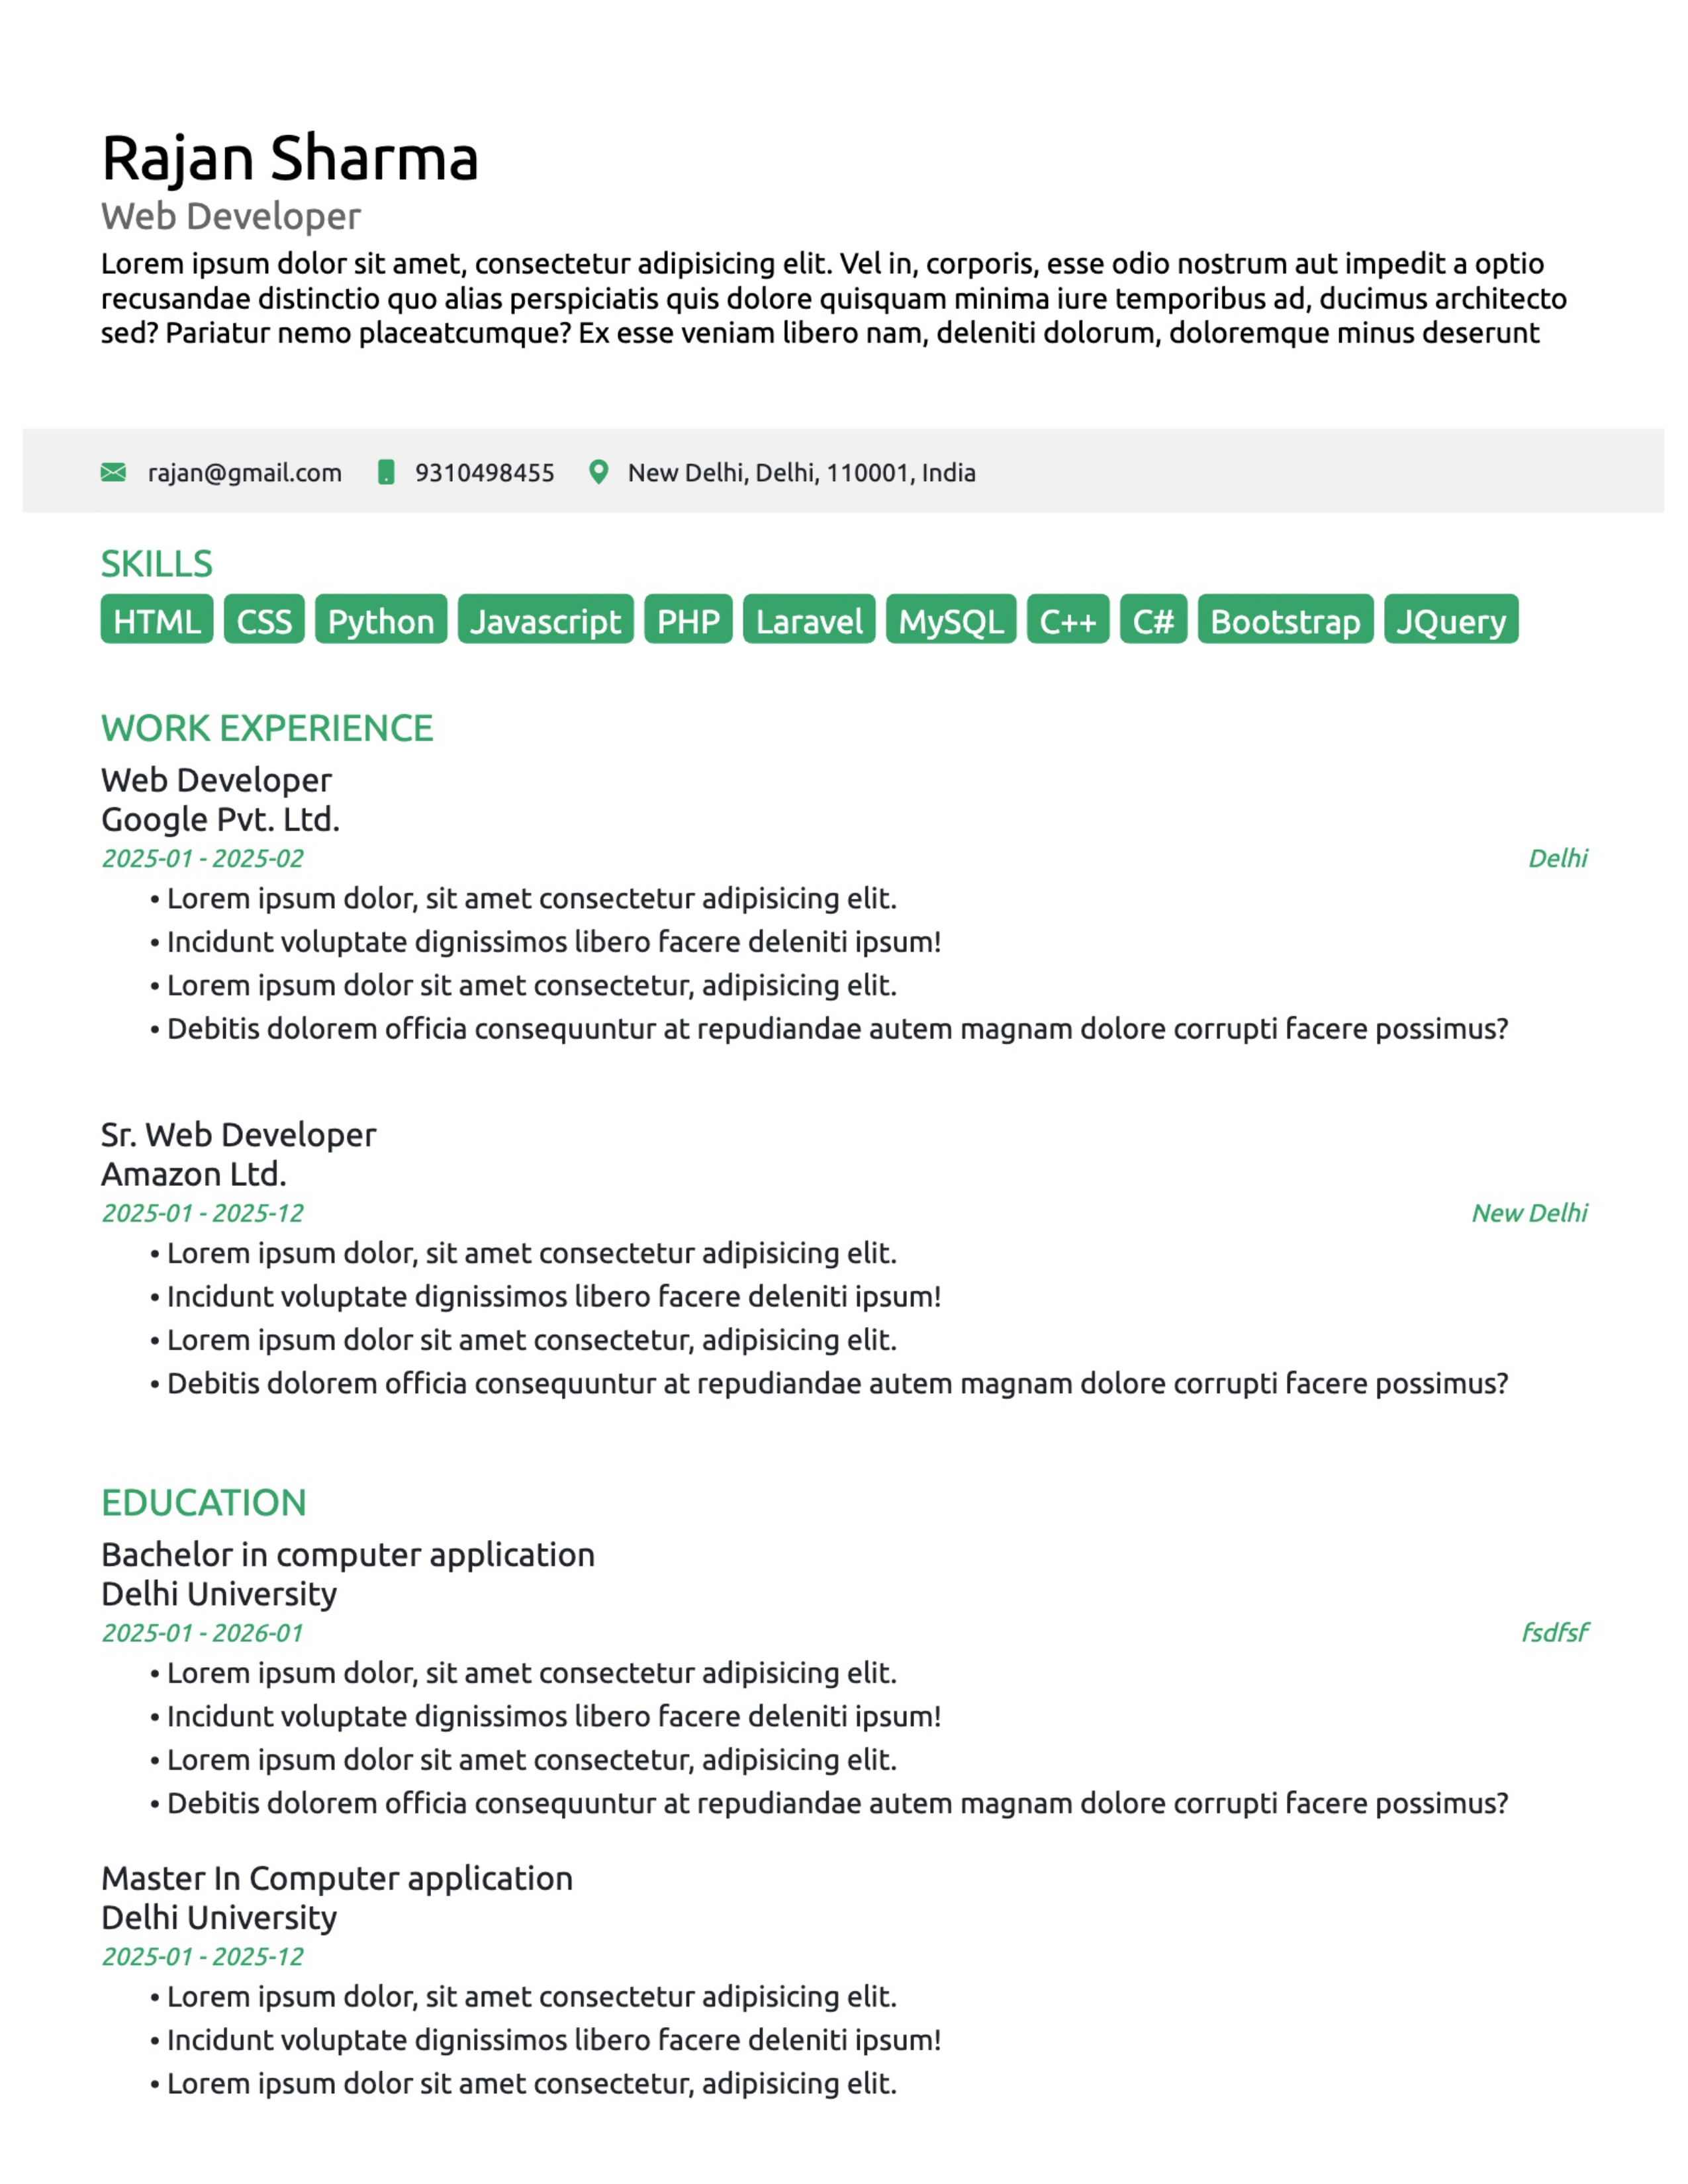 Rajan Sharma
Web Developer
Lorem ipsum dolor sit amet, consectetur adipisicing elit. Vel in, corporis, esse odio nostrum aut impedit a optio
recusandae distinctio quo alias perspiciatis quis dolore quisquam minima iure temporibus ad, ducimus architecto
sed? Pariatur nemo placeatcumque? Ex esse veniam libero nam, deleniti dolorum, doloremque minus deserunt
rajan@gmail.com 9310498455 New Delhi, Delhi, 110001, India
SKILLS
HTML CSS Python Javascript PHP Laravel MySQL C++ C# Bootstrap JQuery
WORK EXPERIENCE
Web Developer
Google Pvt. Ltd.
2025-01 - 2025-02 Delhi
• Lorem ipsum dolor, sit amet consectetur adipisicing elit.
• Incidunt voluptate dignissimos libero facere deleniti ipsum!
• Lorem ipsum dolor sit amet consectetur, adipisicing elit.
• Debitis dolorem officia consequuntur at repudiandae autem magnam dolore corrupti facere possimus?
Sr. Web Developer
Amazon Ltd.
2025-01 - 2025-12 New Delhi
• Lorem ipsum dolor, sit amet consectetur adipisicing elit.
• Incidunt voluptate dignissimos libero facere deleniti ipsum!
• Lorem ipsum dolor sit amet consectetur, adipisicing elit.
• Debitis dolorem officia consequuntur at repudiandae autem magnam dolore corrupti facere possimus?
EDUCATION
Bachelor in computer application
Delhi University
2025-01 - 2026-01 fsdfsf
• Lorem ipsum dolor, sit amet consectetur adipisicing elit.
• Incidunt voluptate dignissimos libero facere deleniti ipsum!
• Lorem ipsum dolor sit amet consectetur, adipisicing elit.
• Debitis dolorem officia consequuntur at repudiandae autem magnam dolore corrupti facere possimus?
Master In Computer application
Delhi University
2025-01 - 2025-12
• Lorem ipsum dolor, sit amet consectetur adipisicing elit.
• Incidunt voluptate dignissimos libero facere deleniti ipsum!
• Lorem ipsum dolor sit amet consectetur, adipisicing elit.